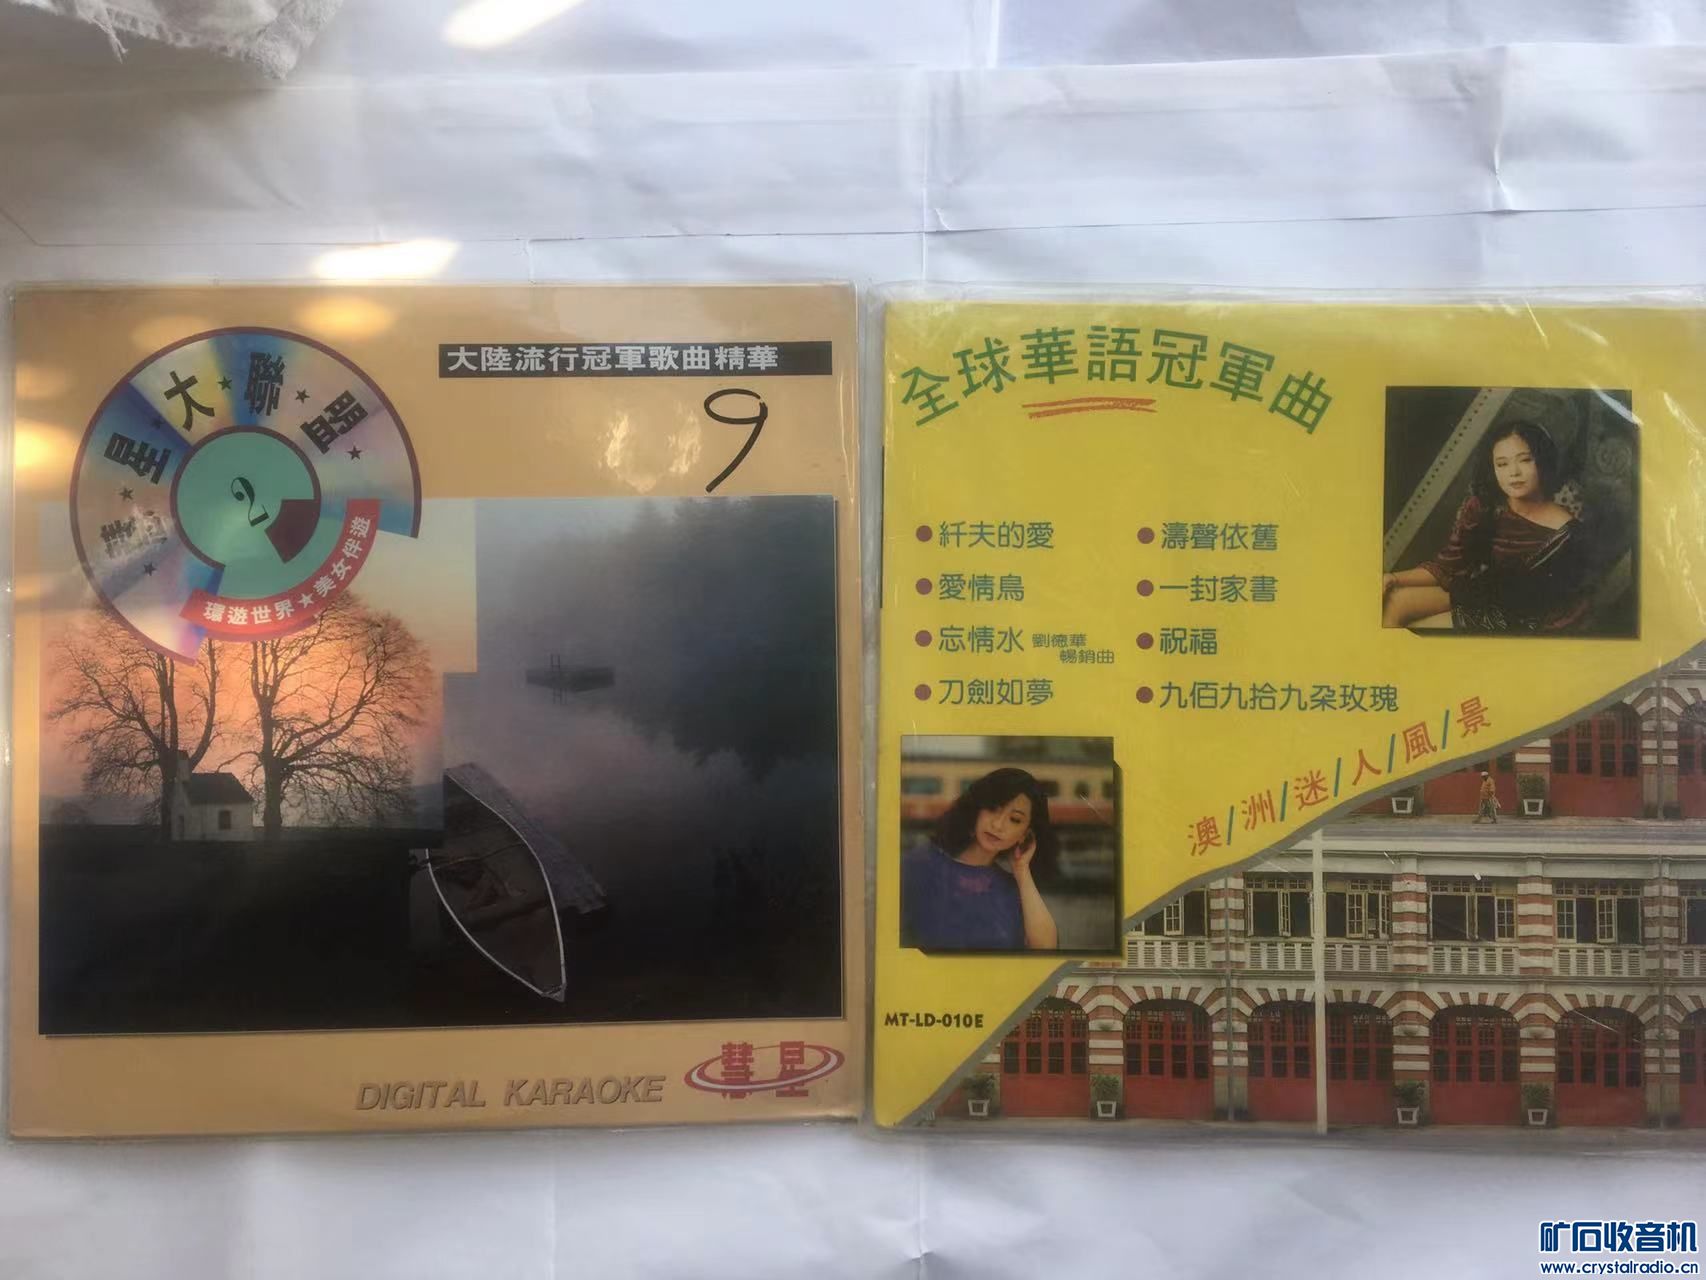 彗★星★大★聯★盟★
2
環遊世界★美女伴遊
大陸流行冠軍歌曲精華
9
DIGITAL KARAOKE
彗星
全球華語冠軍曲
●纤夫的愛
●愛情鳥
●忘情水 劉德華
暢銷曲
●刀劍如夢
●濤聲依舊
●一封家書
●祝福
●九佰九拾九朵玫瑰
澳/洲/迷/人/風/景
MT-LD-010E
矿石收音机
www.crystalradio.cn